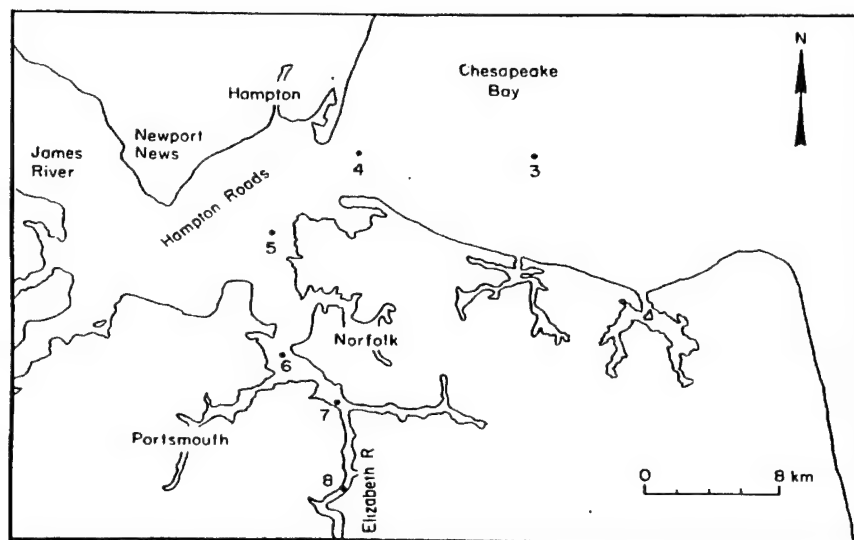 N
Chesapeake
Bay
Hampton
Newport
News
James
River
4
3
Hampton Roads
5
Norfolk
6
7
Portsmouth
8
Elizabeth R
0 8 km